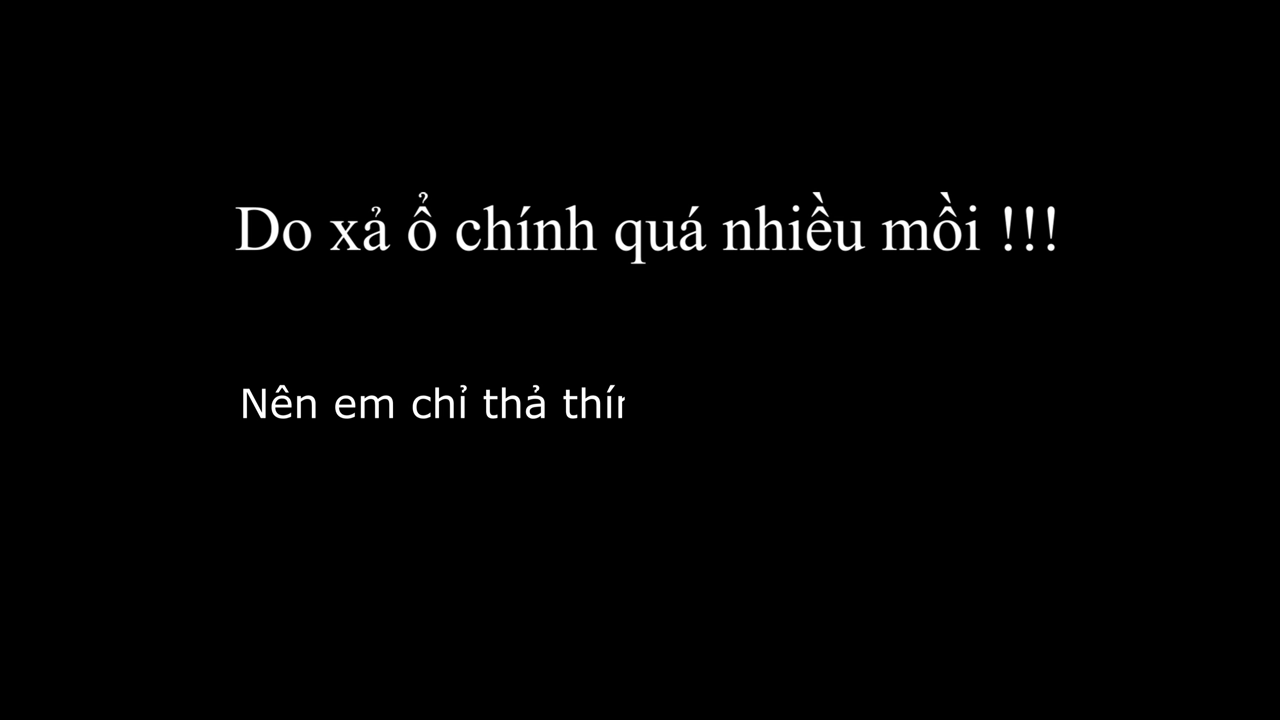 Do xả ổ chính quá nhiều mồi !!!
Nên em chỉ thả